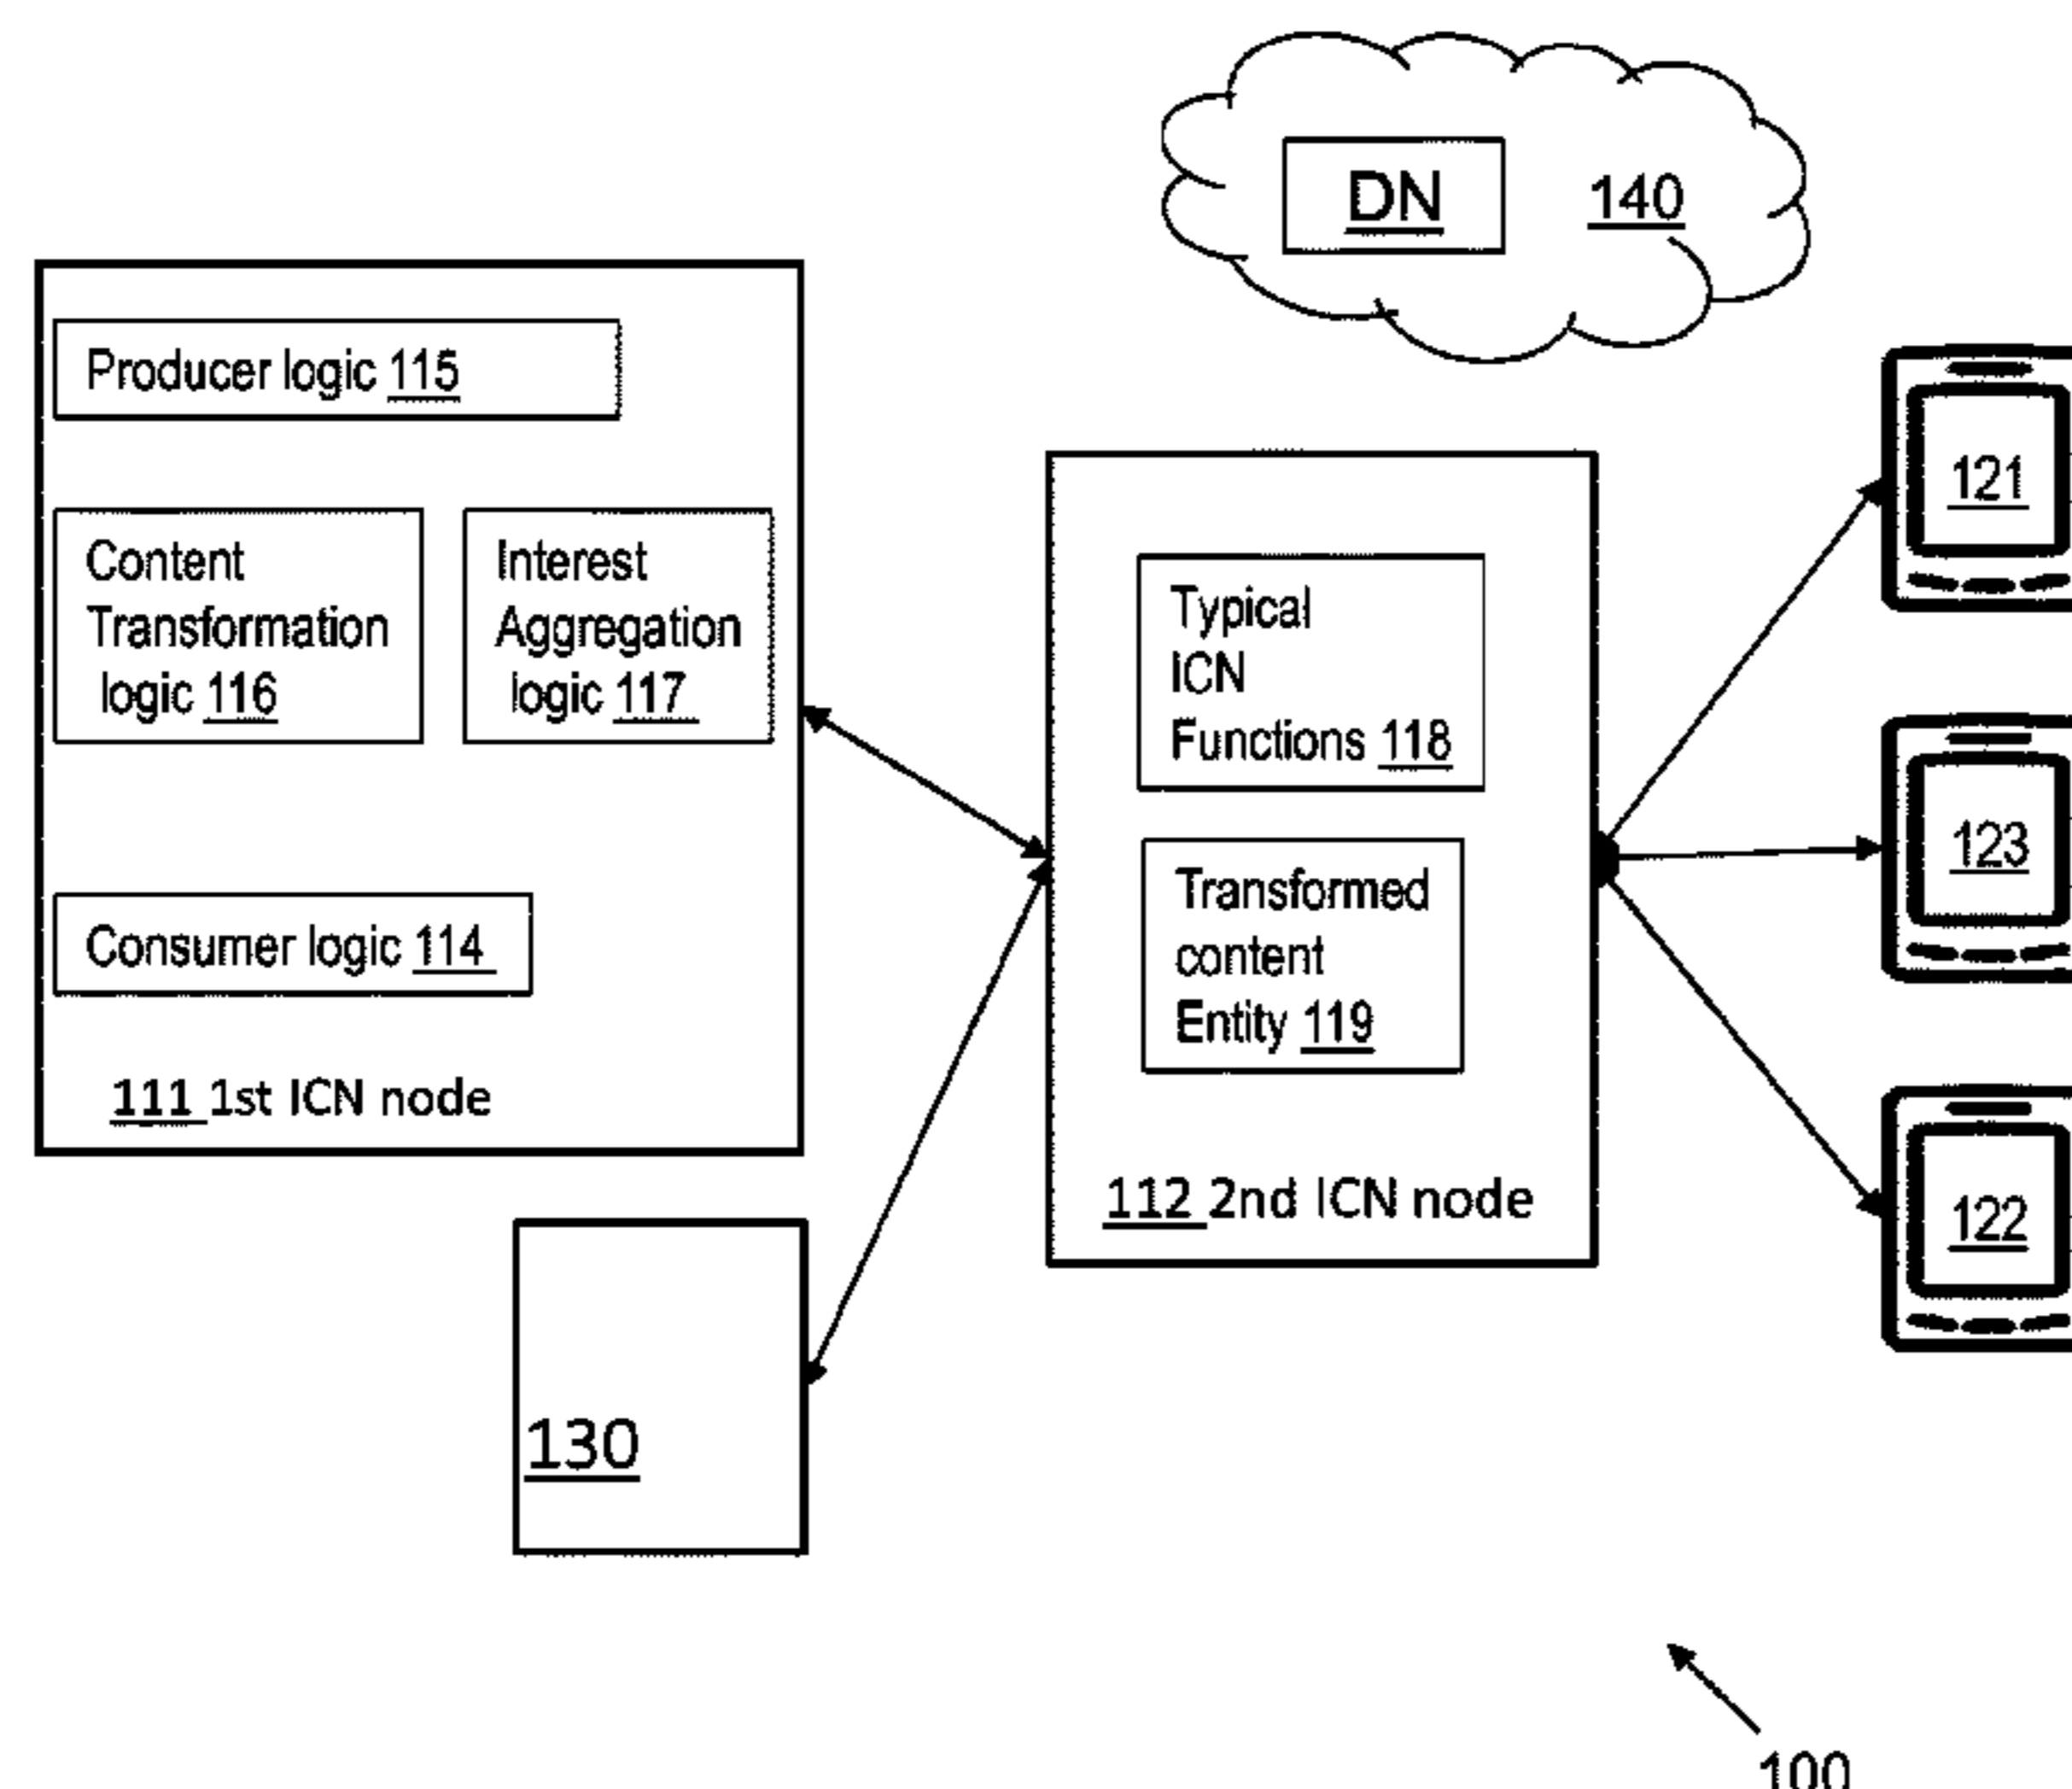 DN
140
Producer logic 115
Content
Transformation
logic 116
Interest
Aggregation
logic 117
Consumer logic 114
111 1st ICN node
Typical
ICN
Functions 118
Transformed
content
Entity 119
112 2nd ICN node
121
123
122
130
100